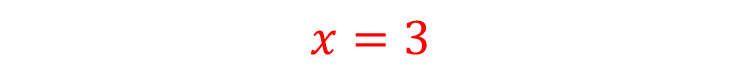 x = 3